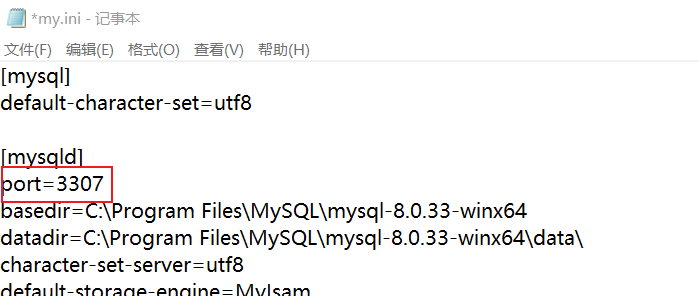 *my.ini - 记事本
文件(F) 编辑(E) 格式(O) 查看(V) 帮助(H)
[mysql]
default-character-set=utf8
[mysqld]
port=3307
basedir=C:\Program Files\MySQL\mysql-8.0.33-winx64
datadir=C:\Program Files\MySQL\mysql-8.0.33-winx64\data\
character-set-server=utf8
default-storage-engine=MyIsam